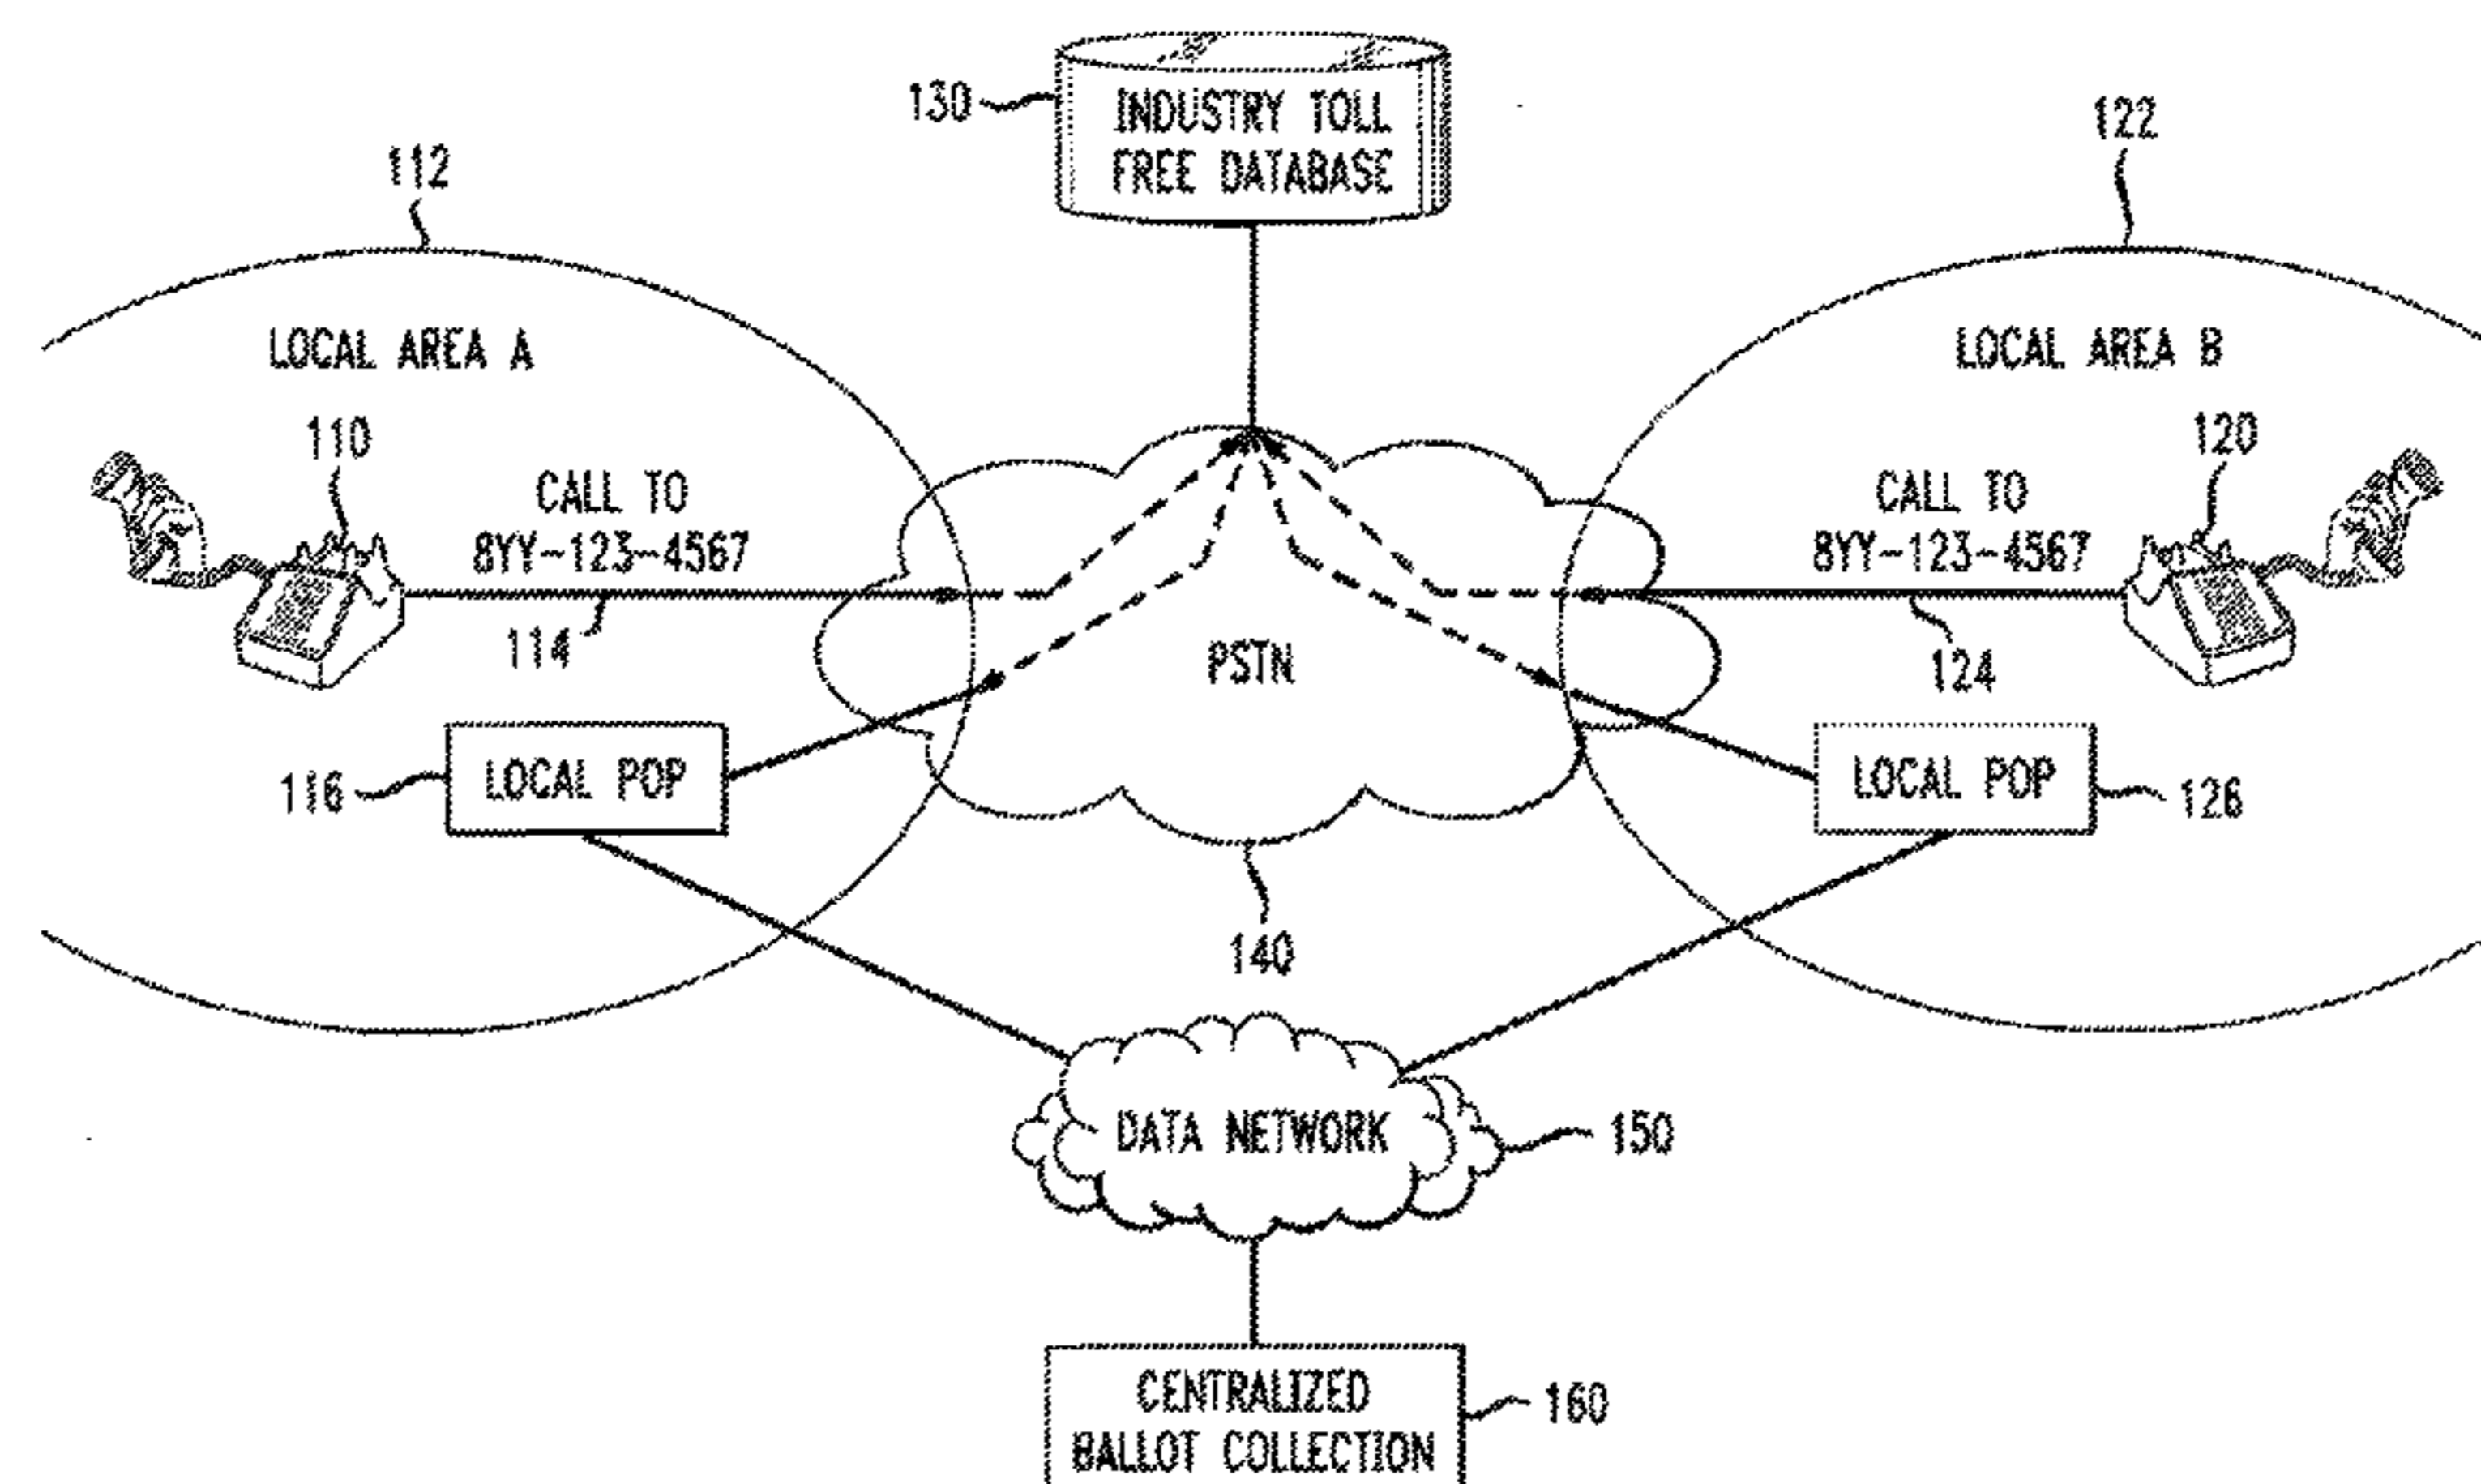 130
INDUSTRY TOLL
FREE DATABASE
112
122
LOCAL AREA A
LOCAL AREA B
110
120
CALL TO
8YY-123-4567
CALL TO
8YY-123-4567
114
124
PSTN
116
LOCAL POP
LOCAL POP
126
140
DATA NETWORK
150
CENTRALIZED
BALLOT COLLECTION
160